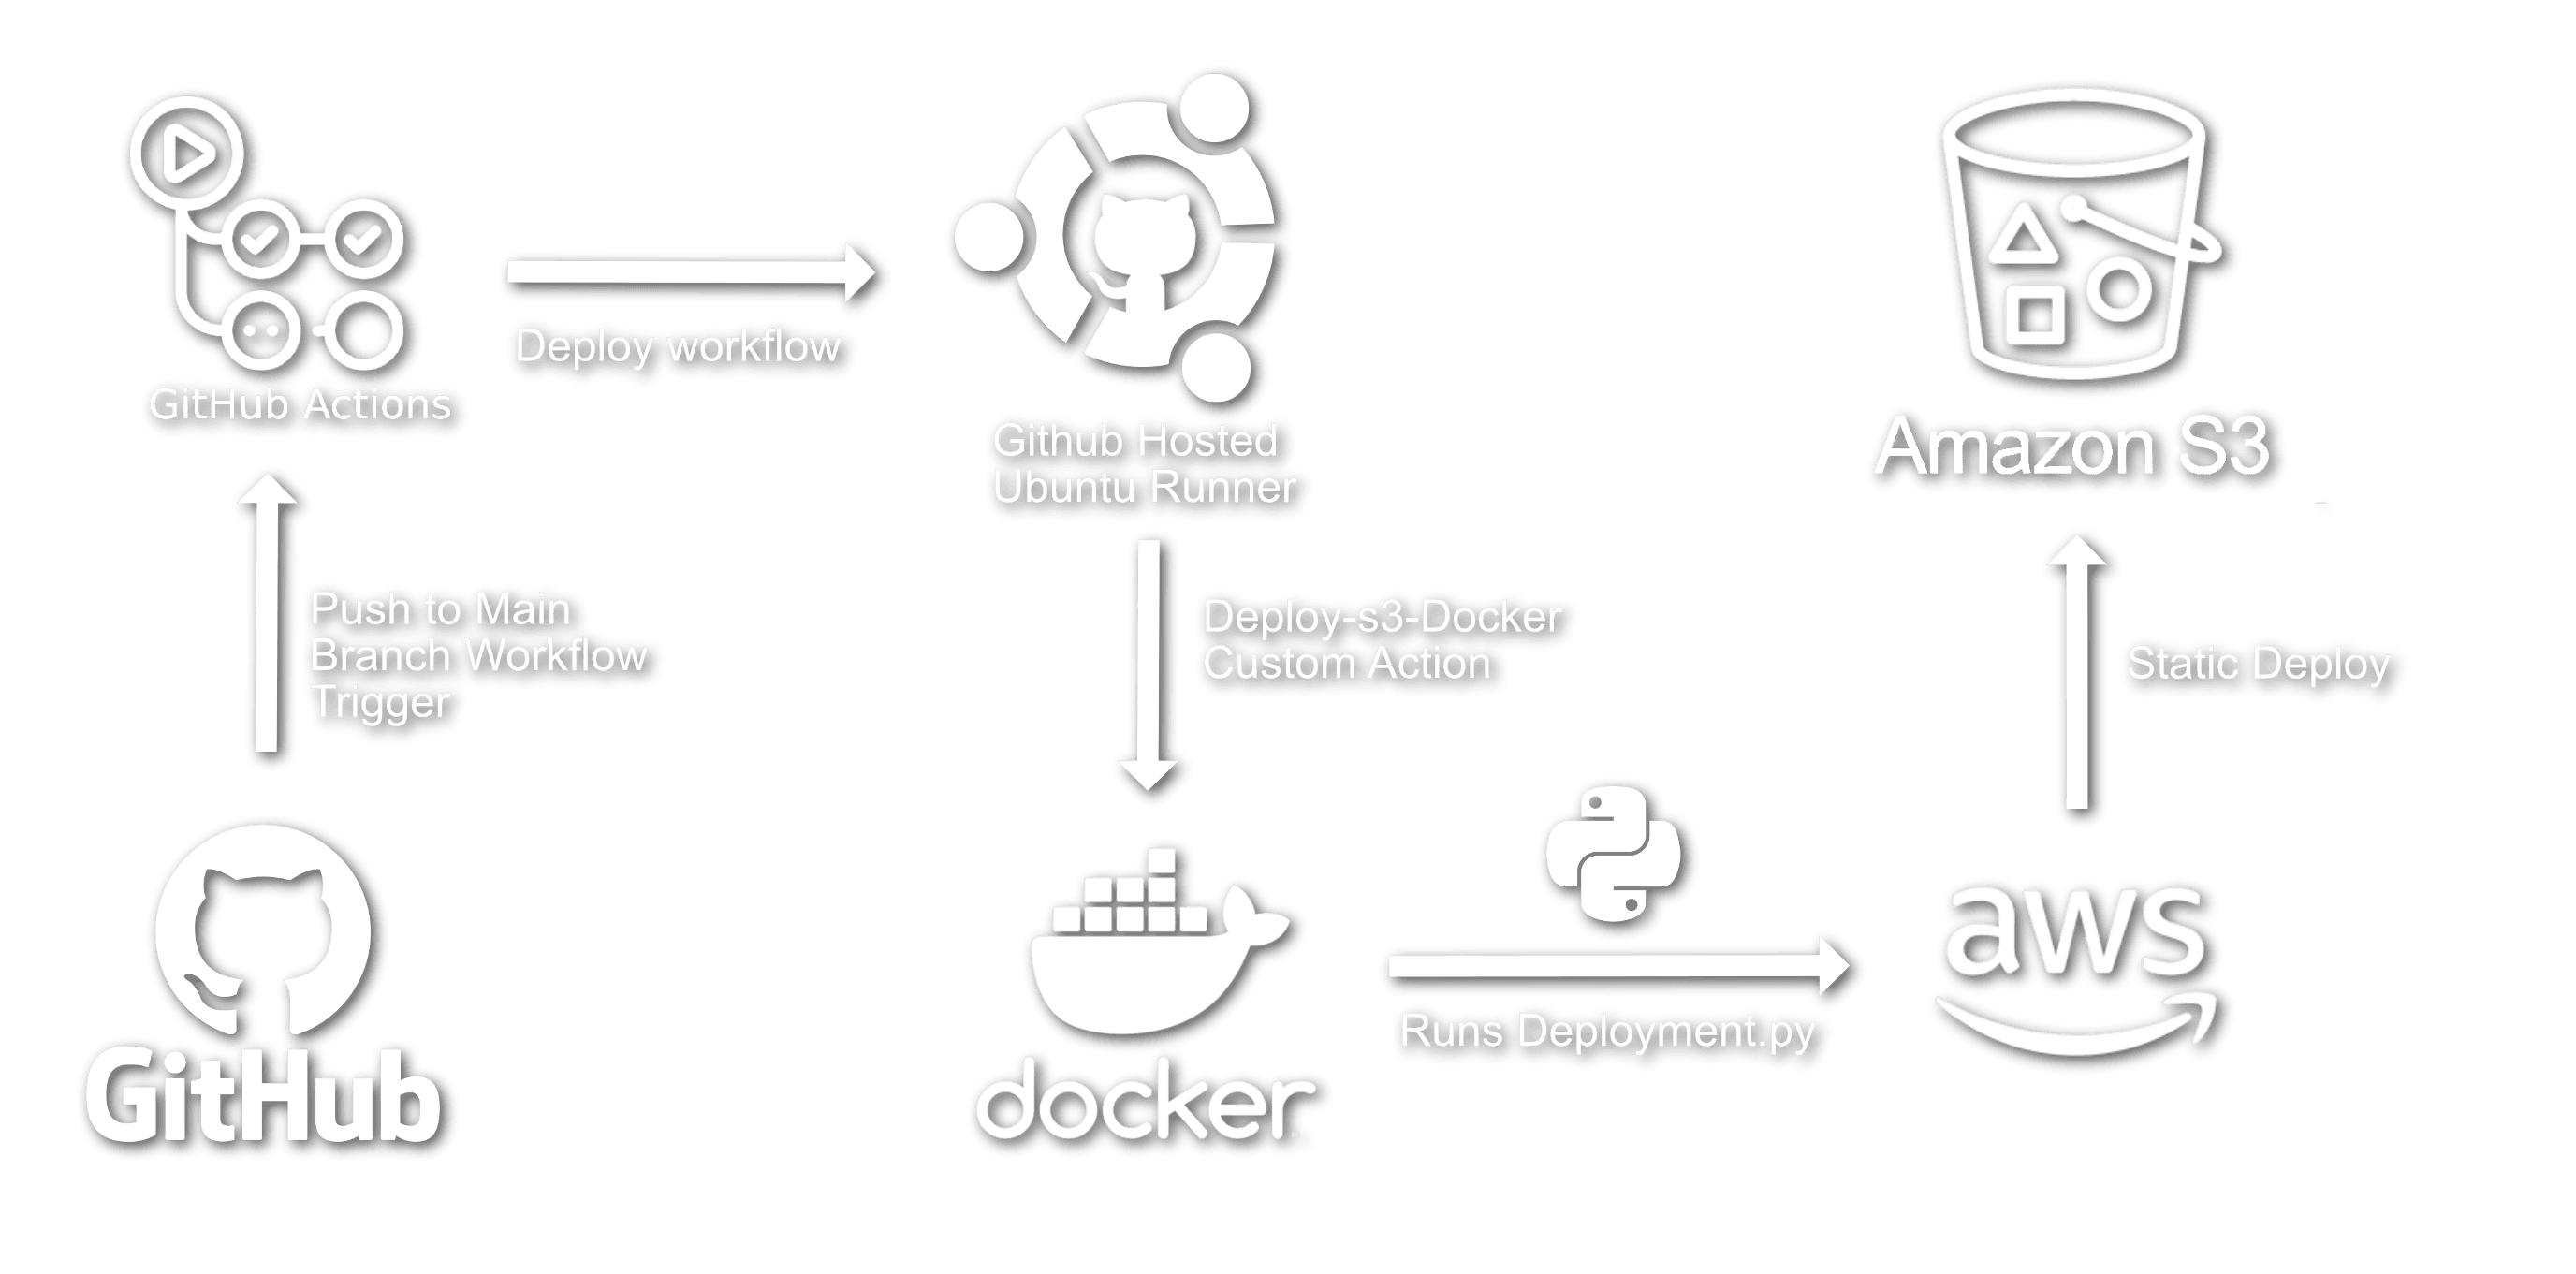 GitHub Actions
Deploy workflow
Github Hosted
Ubuntu Runner
Amazon S3
Push to Main
Branch Workflow
Trigger
Deploy-s3-Docker
Custom Action
Static Deploy
GitHub
docker
Runs Deployment.py
aws